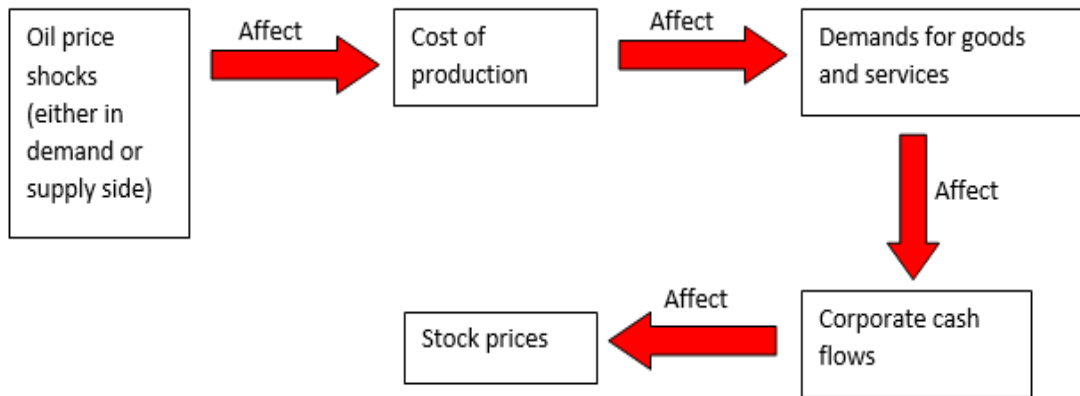 Oil price
shocks
(either in
demand or
supply side)
Affect
Cost of
production
Affect
Demands for goods
and services
Affect
Corporate cash
flows
Affect
Stock prices